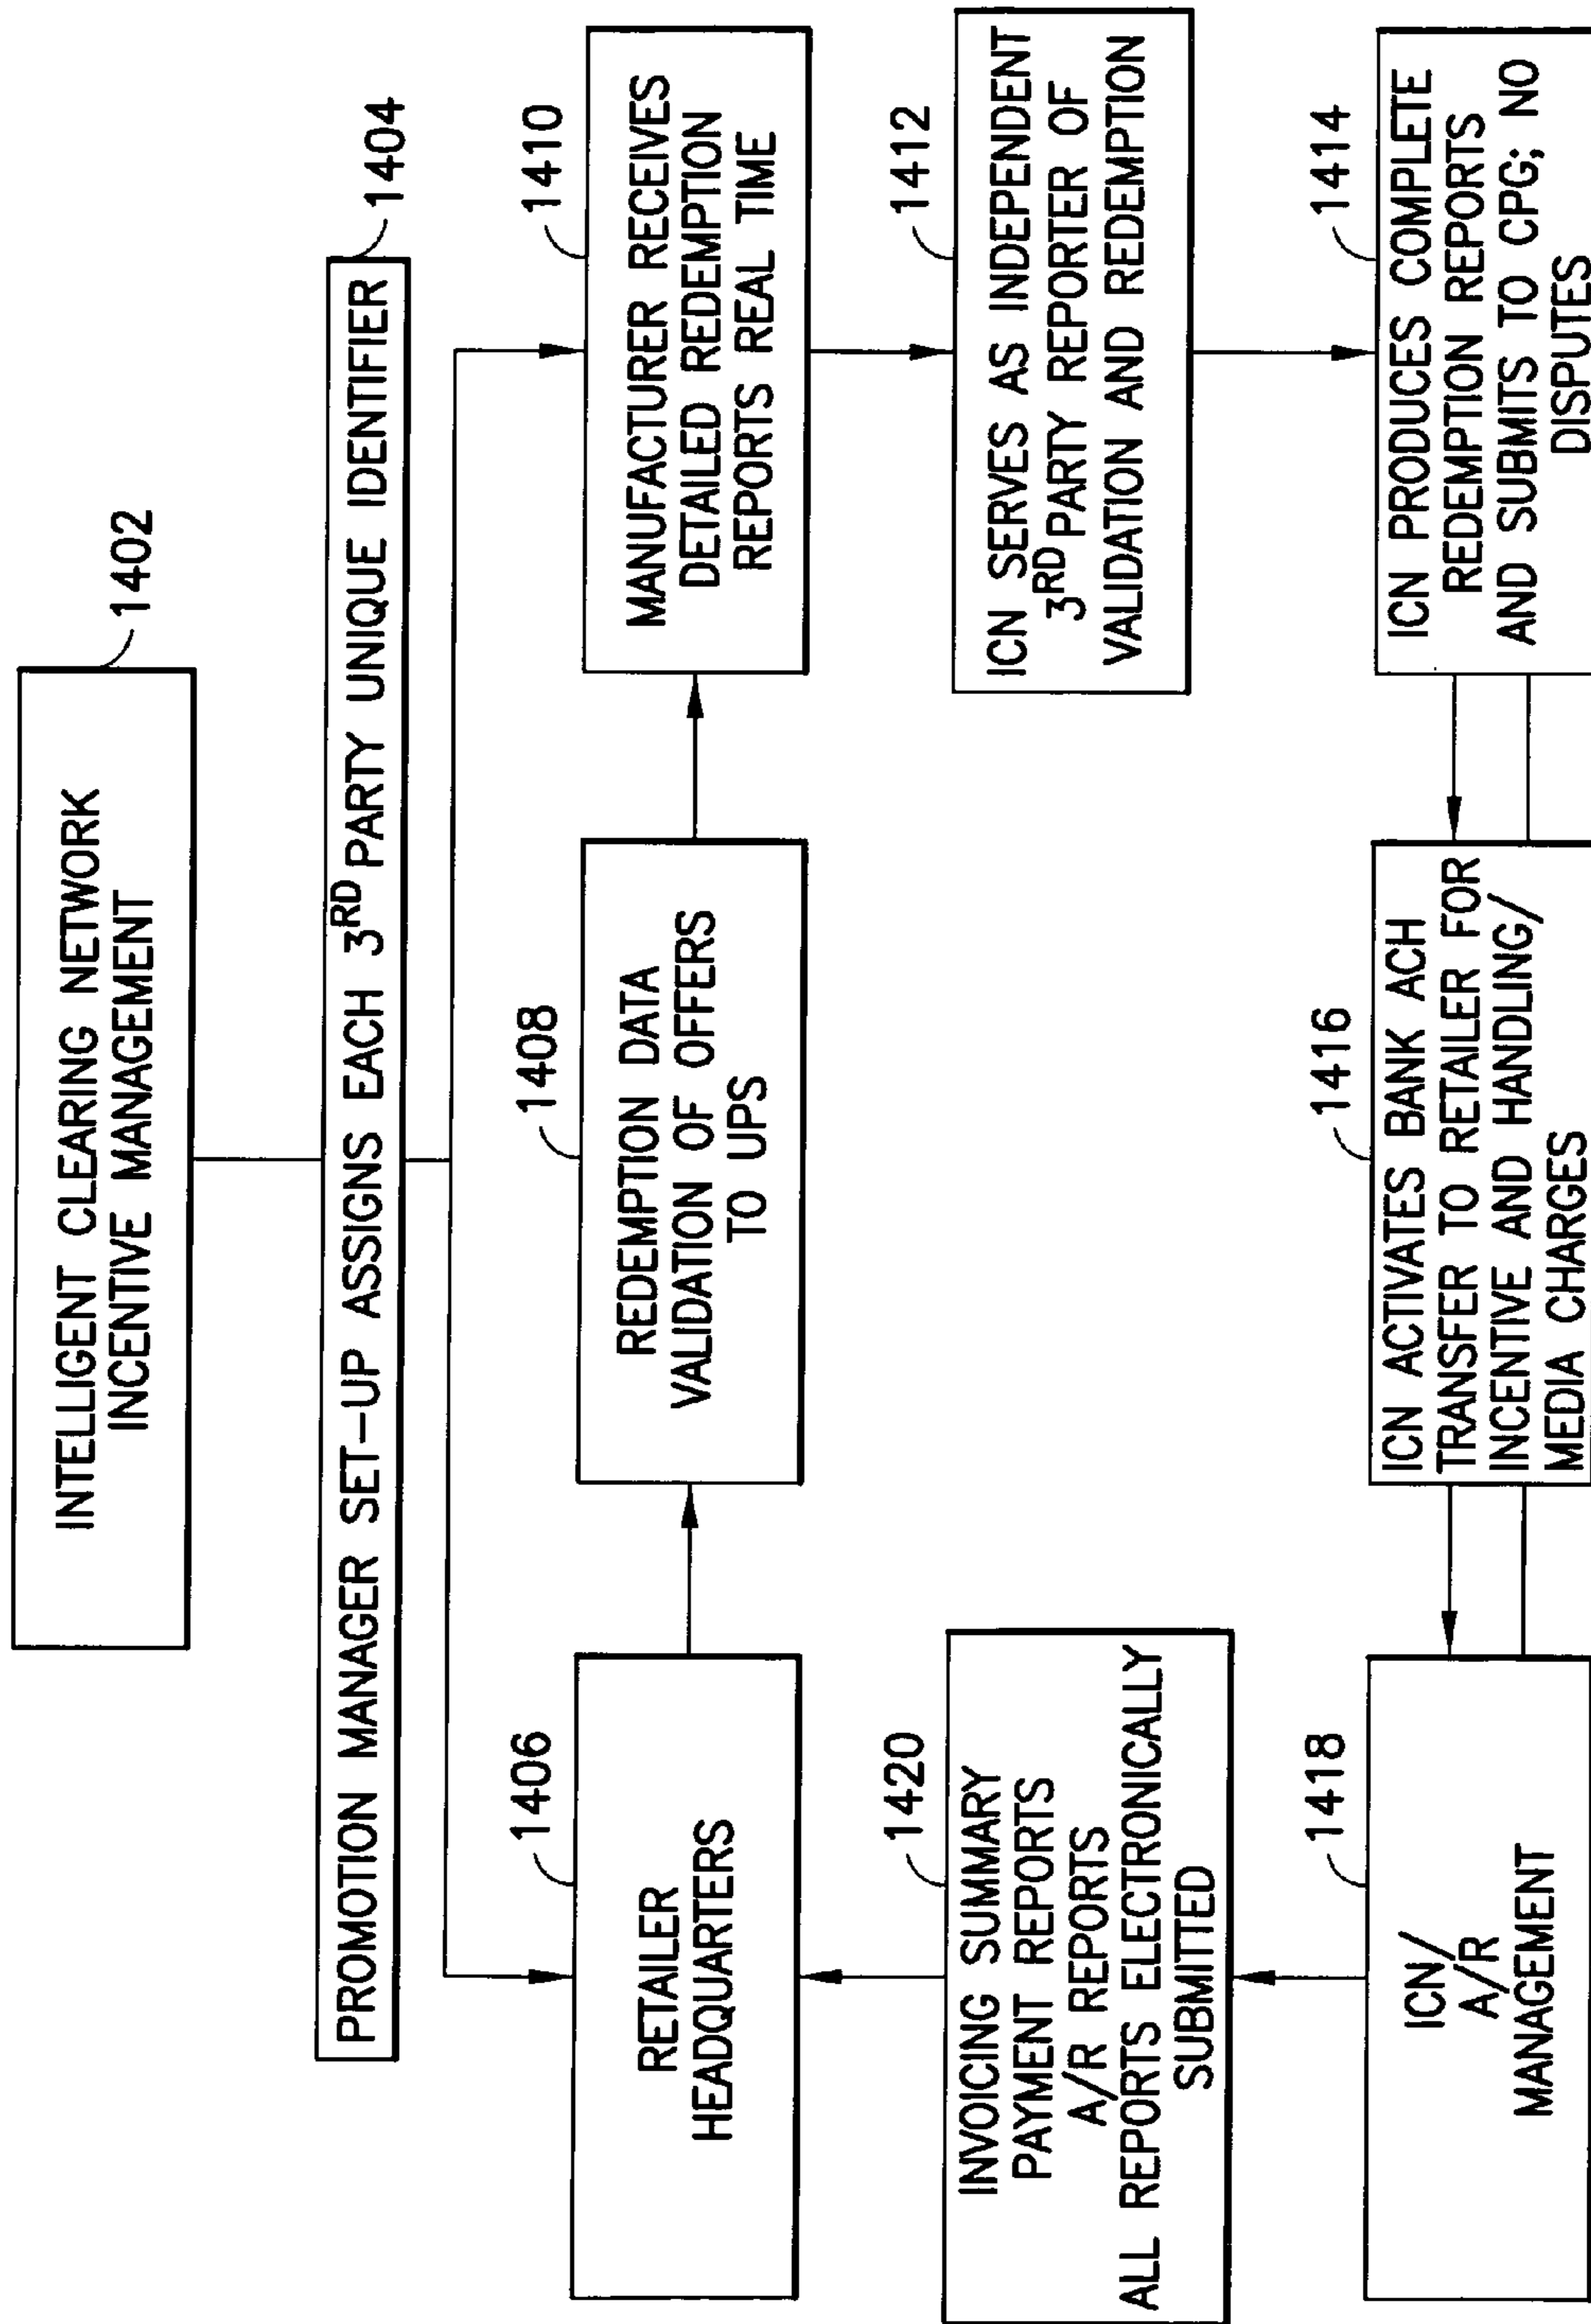 INTELLIGENT CLEARING NETWORK
INCENTIVE MANAGEMENT
1402
PROMOTION MANAGER SET-UP ASSIGNS EACH 3RD PARTY UNIQUE IDENTIFIER
1404
1406
RETAILER
HEADQUARTERS
1408
REDEMPTION DATA
VALIDATION OF OFFERS
TO UPS
1410
MANUFACTURER RECEIVES
DETAILED REDEMPTION
REPORTS REAL TIME
1420
INVOICING SUMMARY
PAYMENT REPORTS
A/R REPORTS
ALL REPORTS ELECTRONICALLY
SUBMITTED
1412
ICN SERVES AS INDEPENDENT
3RD PARTY REPORTER OF
VALIDATION AND REDEMPTION
1418
ICN/
A/R
MANAGEMENT
1416
ICN ACTIVATES BANK ACH
TRANSFER TO RETAILER FOR
INCENTIVE AND HANDLING/
MEDIA CHARGES
1414
ICN PRODUCES COMPLETE
REDEMPTION REPORTS
AND SUBMITS TO CPG; NO
DISPUTES